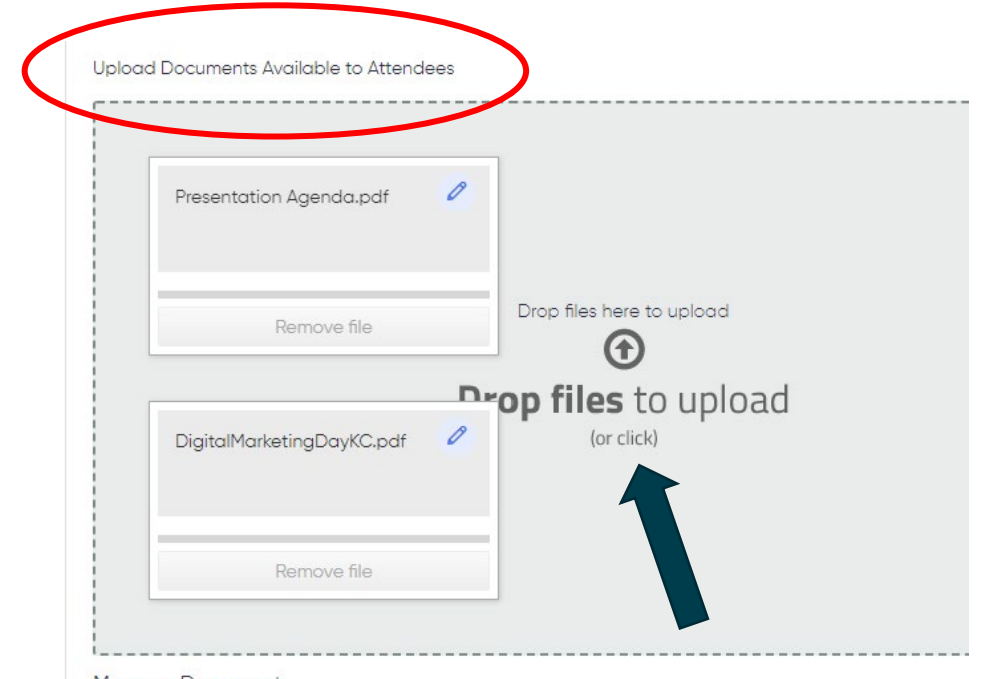 Upload Documents Available to Attendees
Presentation Agenda.pdf
Remove file
Drop files here to upload
Drop files to upload
(or click)
DigitalMarketingDayKC.pdf
Remove file